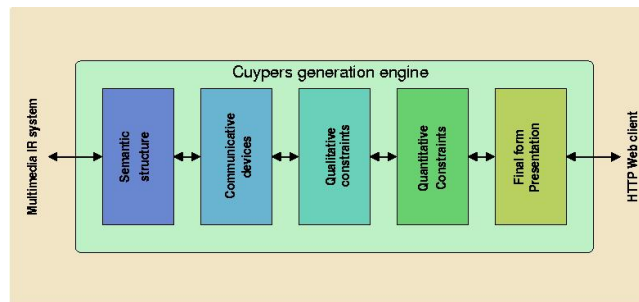 Cuypers generation engine
Multimedia IR system
Semantic
structure
Communicative
devices
Qualitative
constraints
Quantitative
Constraints
Final form
Presentation
HTTP Web client